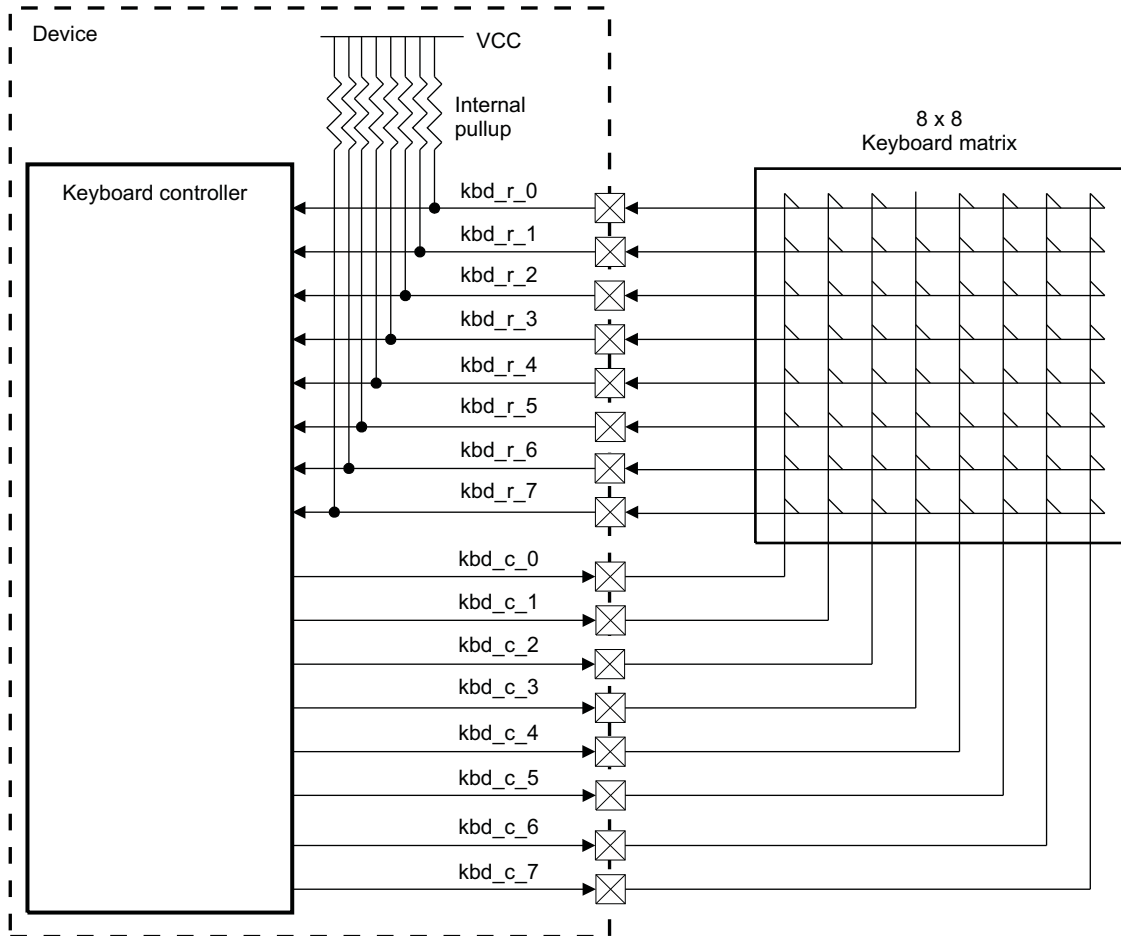 Device
VCC
Internal
pullup
8 x 8
Keyboard matrix
Keyboard controller
kbd_r_0
kbd_r_1
kbd_r_2
kbd_r_3
kbd_r_4
kbd_r_5
kbd_r_6
kbd_r_7
kbd_c_0
kbd_c_1
kbd_c_2
kbd_c_3
kbd_c_4
kbd_c_5
kbd_c_6
kbd_c_7